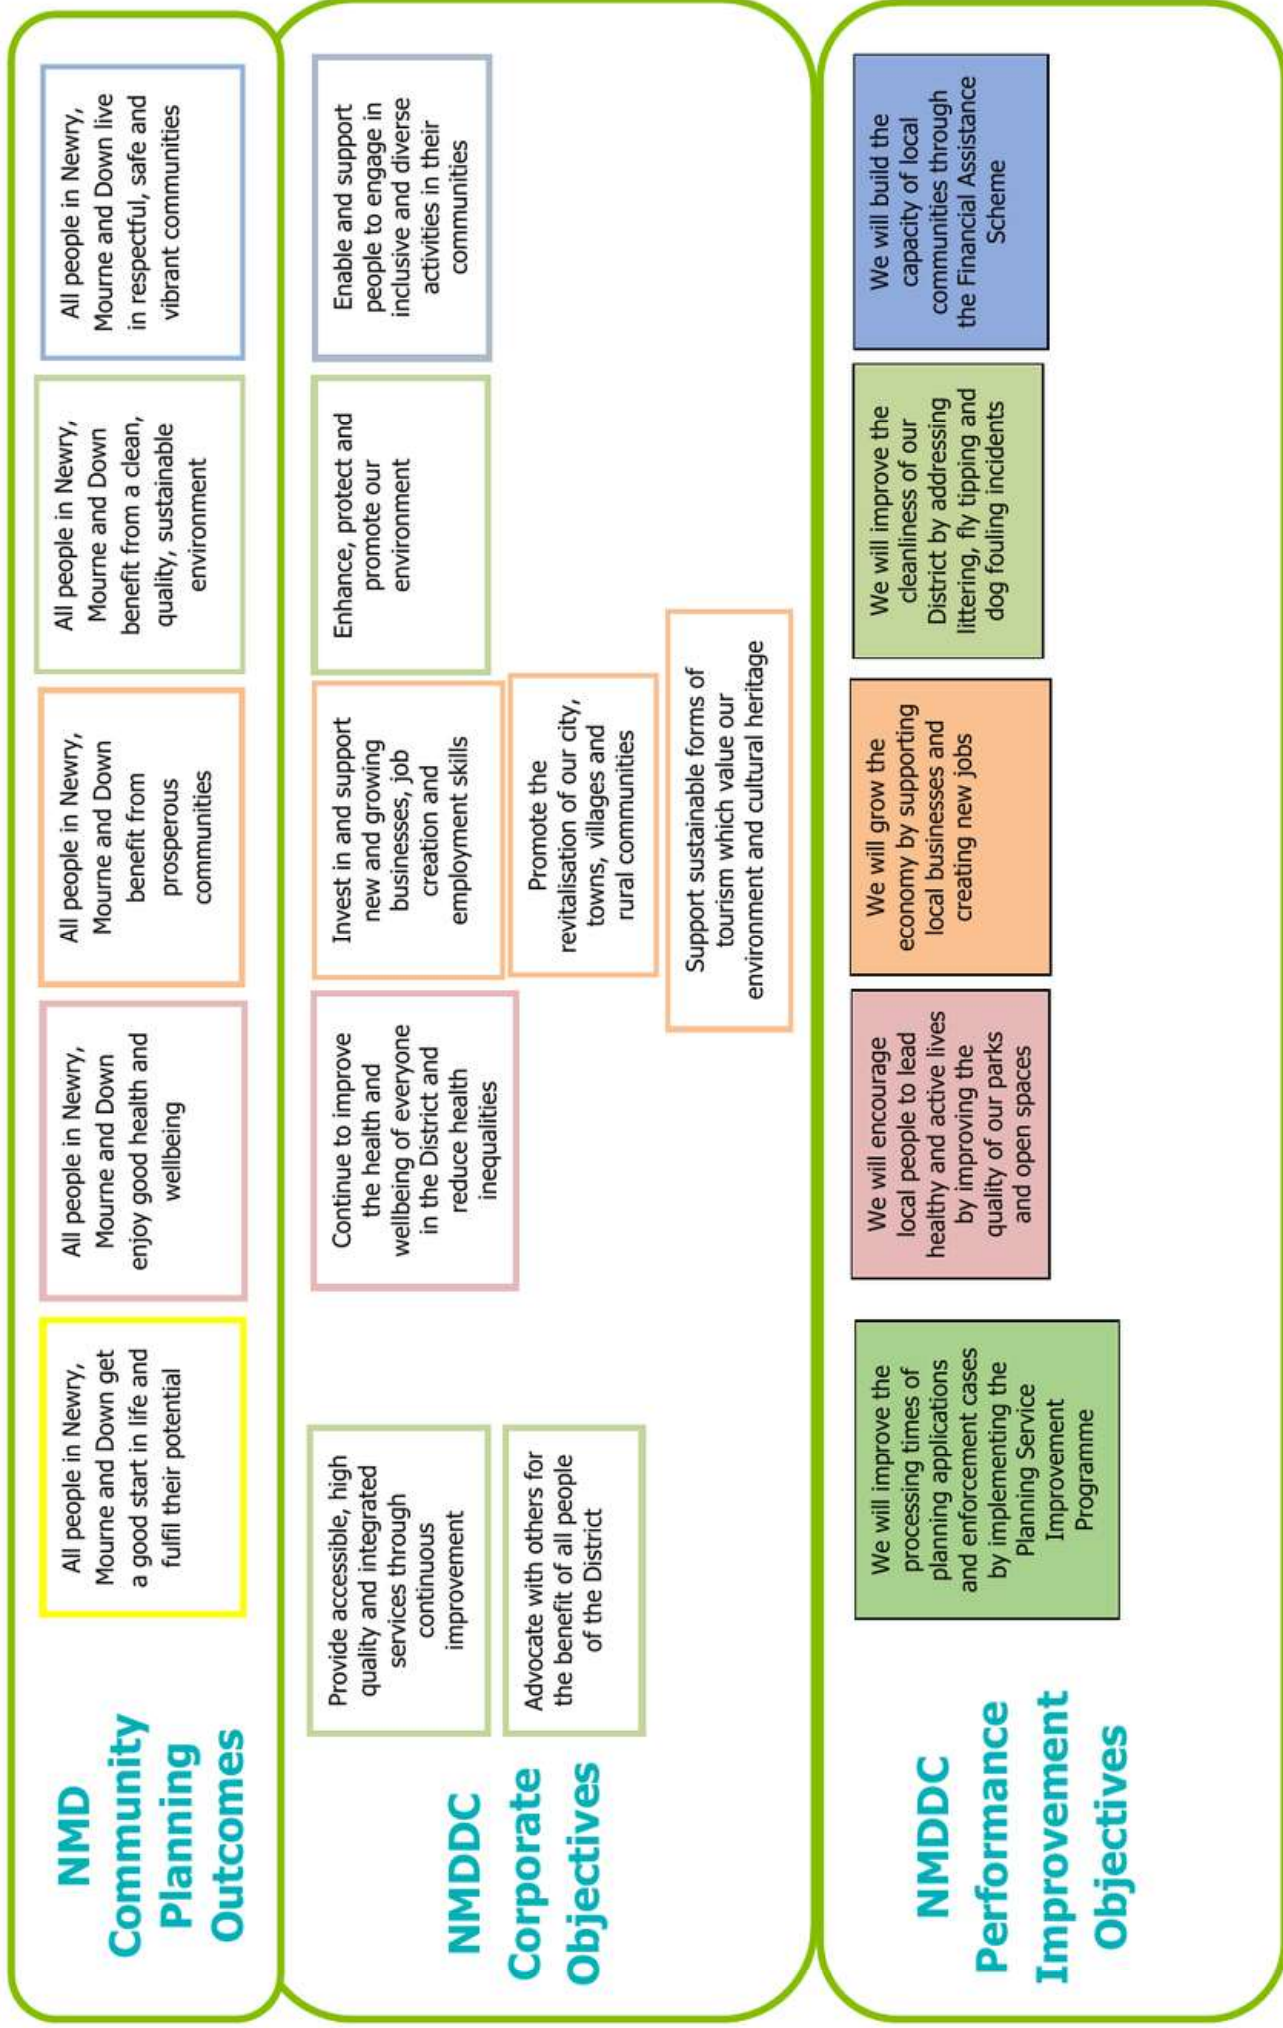 NMD
Community
Planning
Outcomes
All people in Newry,
Mourne and Down get
a good start in life and
fulfil their potential
All people in Newry,
Mourne and Down
enjoy good health and
wellbeing
All people in Newry,
Mourne and Down
benefit from
prosperous
communities
All people in Newry,
Mourne and Down
benefit from a clean,
quality, sustainable
environment
All people in Newry,
Mourne and Down live
in respectful, safe and
vibrant communities
NMDDC
Corporate
Objectives
Provide accessible, high
quality and integrated
services through
continuous
improvement
Advocate with others for
the benefit of all people
of the District
Continue to improve
the health and
wellbeing of everyone
in the District and
reduce health
inequalities
Invest in and support
new and growing
businesses, job
creation and
employment skills
Promote the
revitalisation of our city,
towns, villages and
rural communities
Support sustainable forms of
tourism which value our
environment and cultural heritage
Enhance, protect and
promote our
environment
Enable and support
people to engage in
inclusive and diverse
activities in their
communities
NMDDC
Performance
Improvement
Objectives
We will improve the
processing times of
planning applications
and enforcement cases
by implementing the
Planning Service
Improvement
Programme
We will encourage
local people to lead
healthy and active lives
by improving the
quality of our parks
and open spaces
We will grow the
economy by supporting
local businesses and
creating new jobs
We will improve the
cleanliness of our
District by addressing
littering, fly tipping and
dog fouling incidents
We will build the
capacity of local
communities through
the Financial Assistance
Scheme